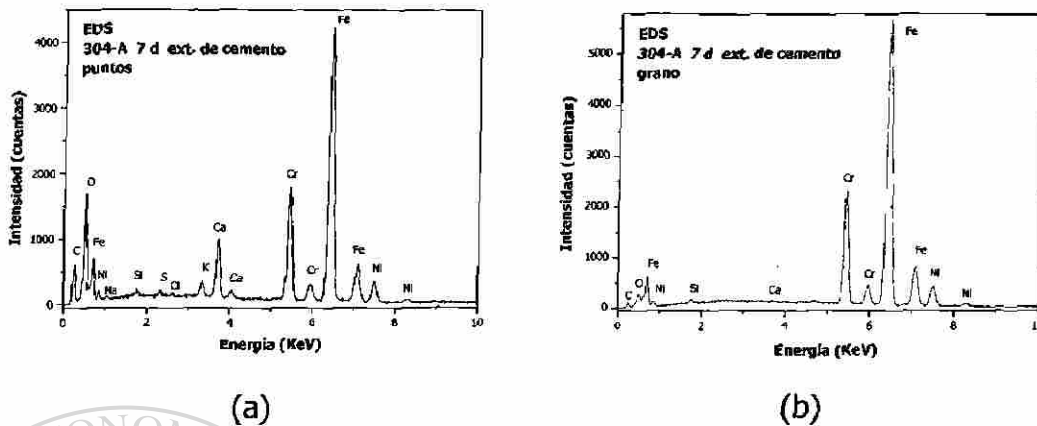 EDS
304-A 7 d ext. de cemento
puntos
Intensidad (cuentas)
4000
3000
2000
1000
0
C
O
Fe
Ni
Na
Si
S
Cl
K
Ca
Ca
Cr
Cr
Fe
Fe
Ni
Ni
0 2 4 6 8 10
Energía (KeV)
(a)
EDS
304-A 7 d ext. de cemento
grano
Intensidad (cuentas)
5000
4000
3000
2000
1000
0
C
O
Fe
Ni
Si
Ca
Cr
Cr
Fe
Fe
Ni
Ni
0 2 4 6 8 10
Energía (KeV)
(b)